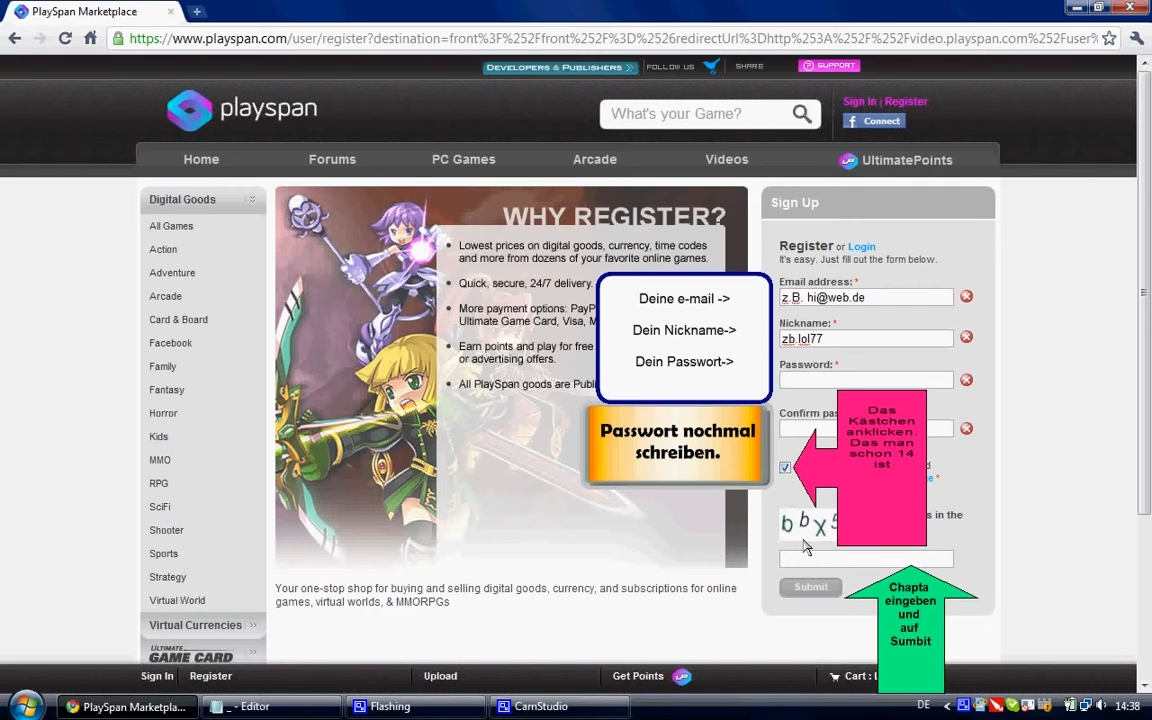 PlaySpan Marketplace
https://www.playspan.com/user/register?destination=front%3F%252Ffront%252F%3D%2526redirectUrl%3Dhttp%253A%252F%252Fvideo.playspan.com%252Fuser%
DEVELOPERS & PUBLISHERS >>
FOLLOW US
SHARE
SUPPORT
playspan
What's your Game?
Sign In | Register
f Connect
Home
Forums
PC Games
Arcade
Videos
UltimatePoints
Digital Goods
All Games
Action
Adventure
Arcade
Card & Board
Facebook
Family
Fantasy
Horror
Kids
MMO
RPG
SciFi
Shooter
Sports
Strategy
Virtual World
Virtual Currencies
ULTIMATE
GAME CARD
WHY REGISTER?
• Lowest prices on digital goods, currency, time codes
and more from dozens of your favorite online games.
• Quick, secure, 24/7 delivery.
• More payment options: PayP
Ultimate Game Card, Visa, M
• Earn points and play for free
or advertising offers.
• All PlaySpan goods are Publi
Your one-stop shop for buying and selling digital goods, currency, and subscriptions for online
games, virtual worlds, & MMORPGs
Deine e-mail ->
Dein Nickname->
Dein Passwort->
Passwort nochmal
schreiben.
Sign Up
Register or Login
It's easy. Just fill out the form below.
Email address: *
z.B. hi@web.de
Nickname: *
zb.lol77
Password: *
Confirm pas
Das
Kästchen
anklicken.
Das man
schon 14
ist
s in the
b b X 5
Submit
Chapta
eingeben
und
auf
Sumbit
Sign In
Register
Upload
Get Points
Cart :
PlaySpan Marketpla...
_ - Editor
Flashing
CamStudio
DE
14:38